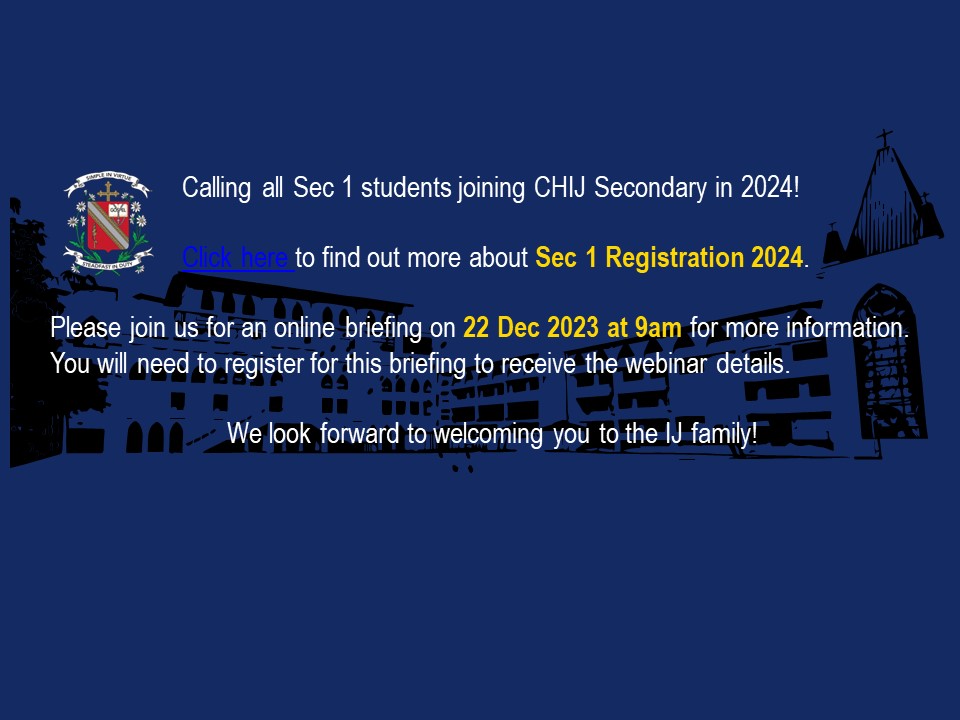 SIMPLE IN VIRTUE
STEADFAST IN DUTY
Calling all Sec 1 students joining CHIJ Secondary in 2024!
Click here to find out more about Sec 1 Registration 2024.
Please join us for an online briefing on 22 Dec 2023 at 9am for more information.
You will need to register for this briefing to receive the webinar details.
We look forward to welcoming you to the IJ family!